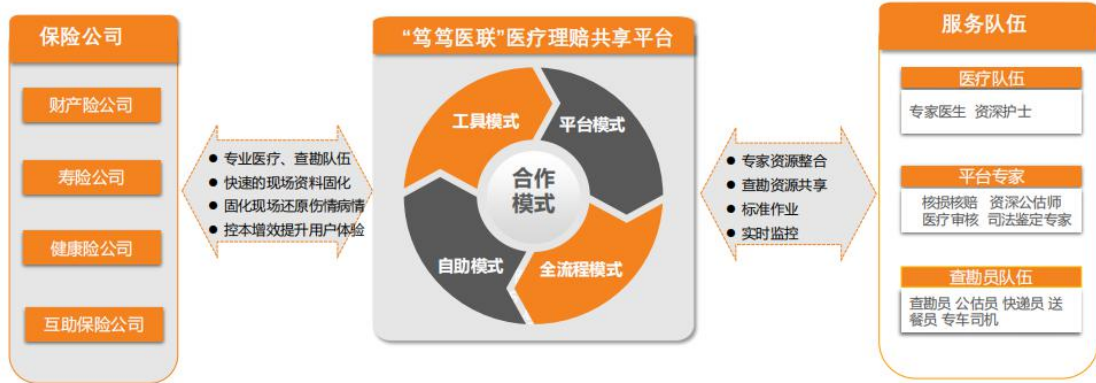 保险公司
财产险公司
寿险公司
健康险公司
互助保险公司
● 专业医疗、查勘队伍
● 快速的现场资料固化
● 固化现场还原伤情病情
● 控本增效提升用户体验
“笃笃医联”医疗理赔共享平台
工具模式
平台模式
合作
模式
自助模式
全流程模式
● 专家资源整合
● 查勘资源共享
● 标准作业
● 实时监控
服务队伍
医疗队伍
专家医生 资深护士
平台专家
核损核赔 资深公估师
医疗审核 司法鉴定专家
查勘员队伍
查勘员 公估员 快递员 送
餐员 专车司机